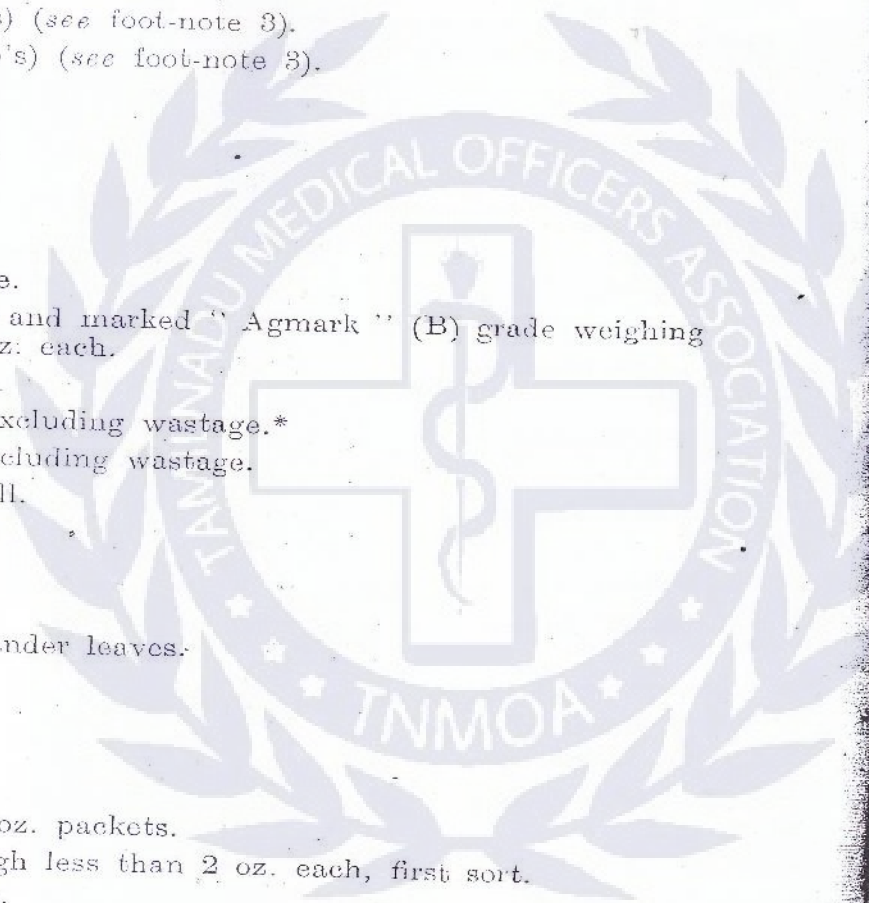 (see foot-note 3).
's) (see foot-note 3).
TAMILNADU MEDICAL OFFICERS ASSOCIATION
and marked " Agmark " (B) grade weighing
z: each.
xcluding wastage.*
cluding wastage.
nder leaves.
TNMOA
oz. packets.
gh less than 2 oz. each, first sort.